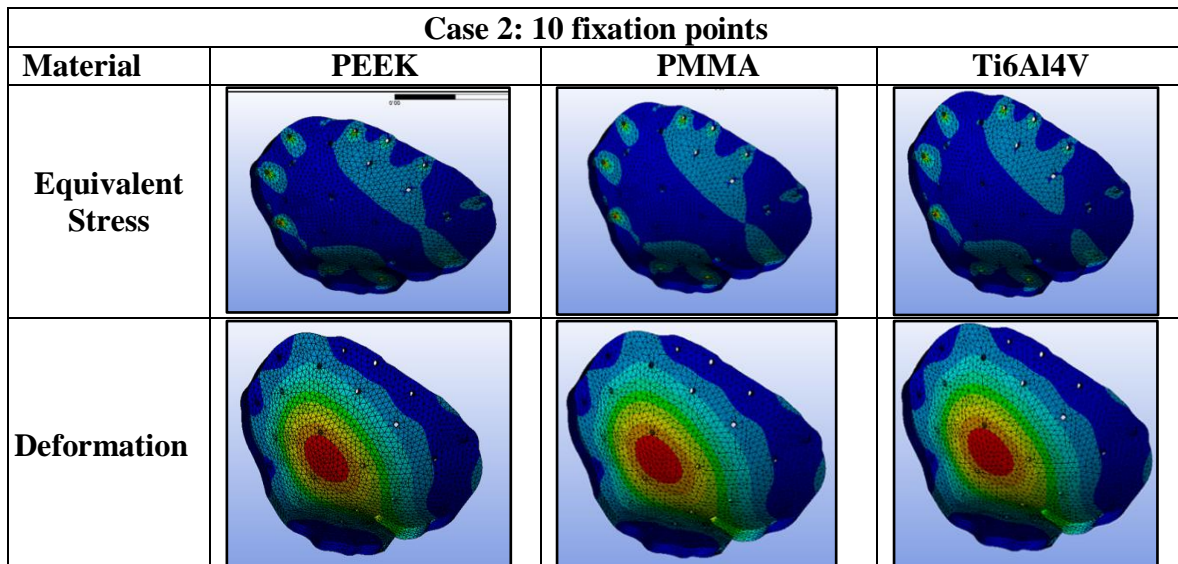 Case 2: 10 fixation points
Material PEEK PMMA Ti6Al4V
Equivalent
Stress
Deformation